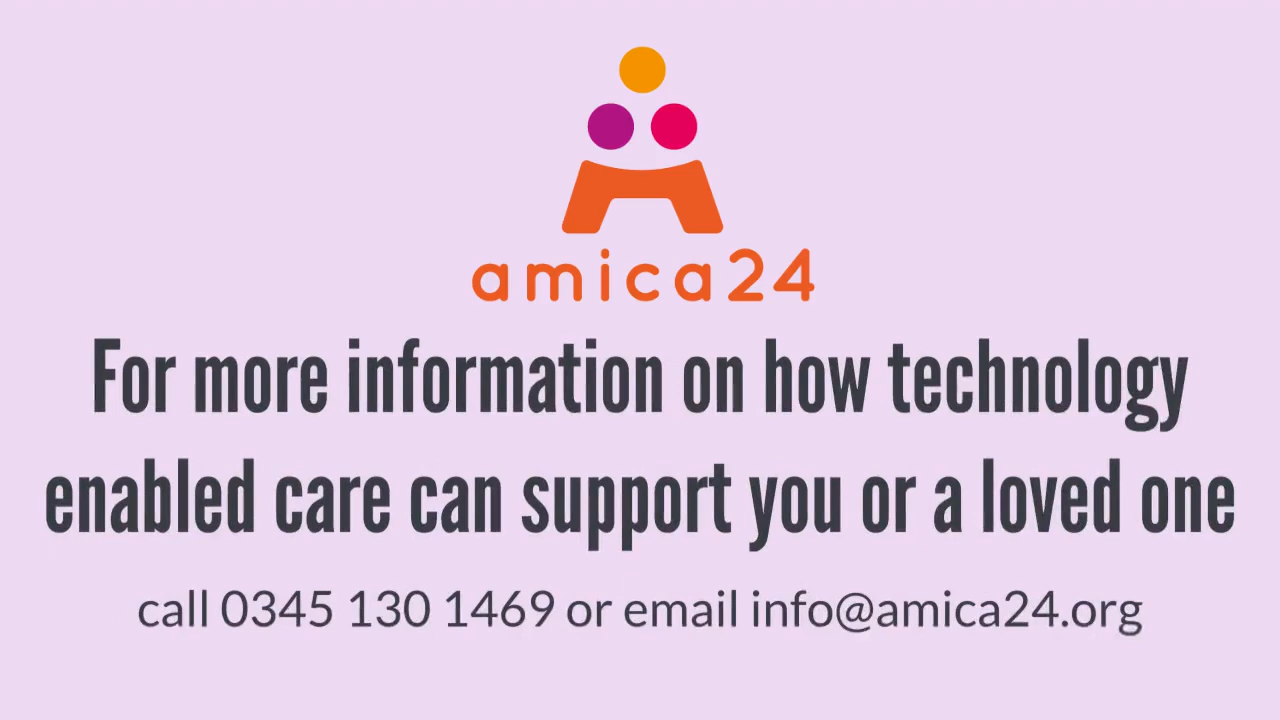 amica24
For more information on how technology
enabled care can support you or a loved one
call 0345 130 1469 or email info@amica24.org